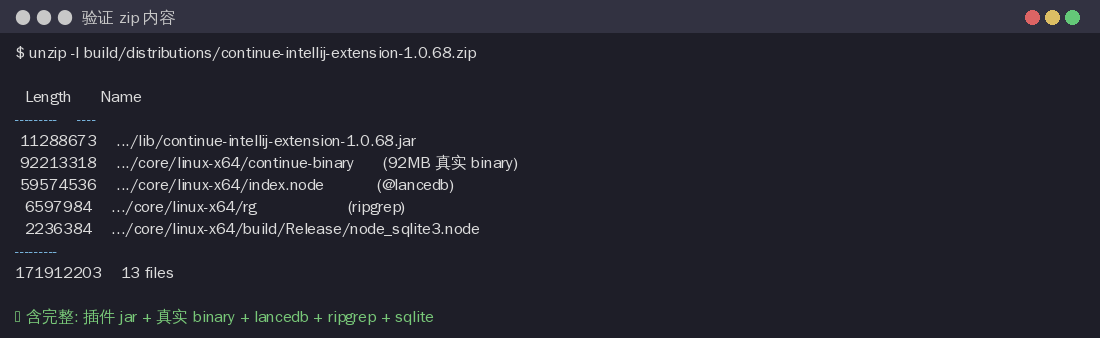 验证 zip 内容
$ unzip -l build/distributions/continue-intellij-extension-1.0.68.zip
Length Name
--------- ----
11288673 .../lib/continue-intellij-extension-1.0.68.jar
92213318 .../core/linux-x64/continue-binary (92MB 真实 binary)
59574536 .../core/linux-x64/index.node (@lancedb)
6597984 .../core/linux-x64/rg (ripgrep)
2236384 .../core/linux-x64/build/Release/node_sqlite3.node
---------
171912203 13 files
含完整: 插件 jar + 真实 binary + lancedb + ripgrep + sqlite